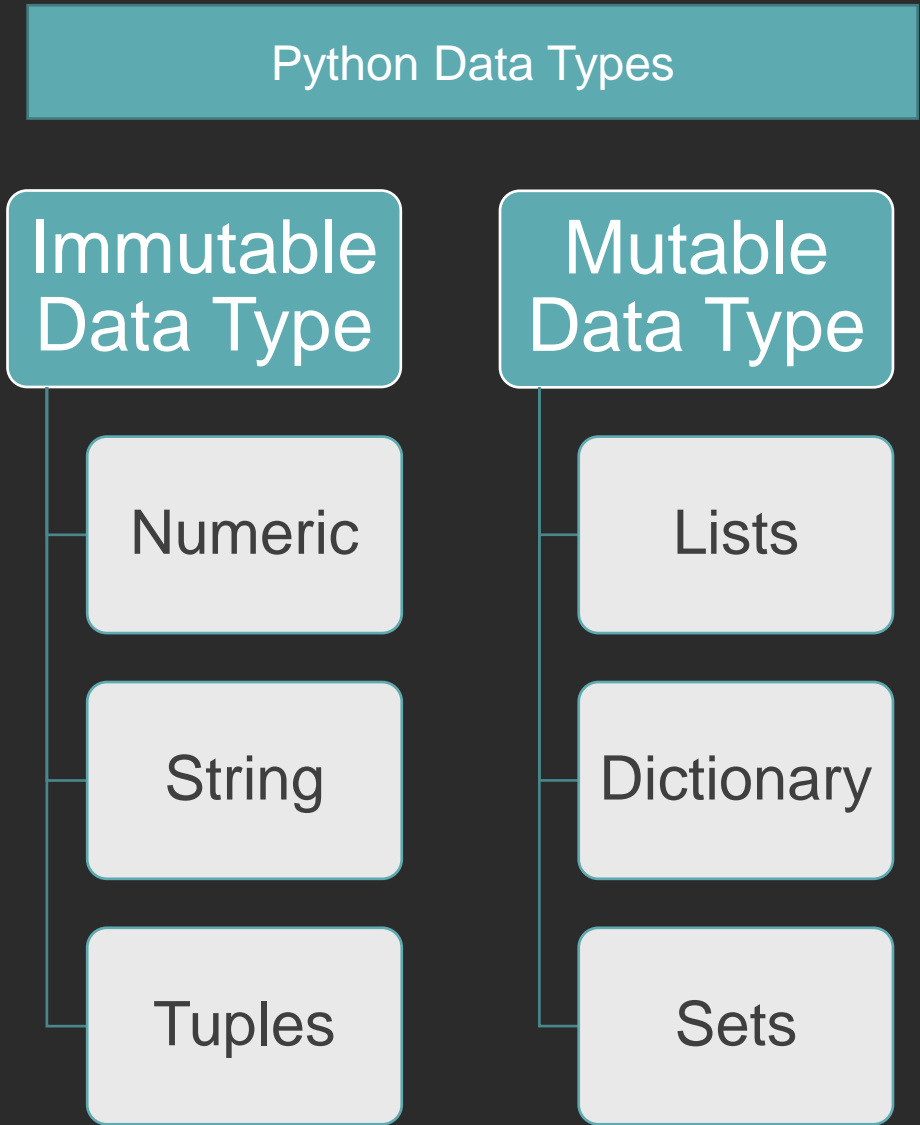 Python Data Types
Immutable
Data Type
Numeric
String
Tuples
Mutable
Data Type
Lists
Dictionary
Sets